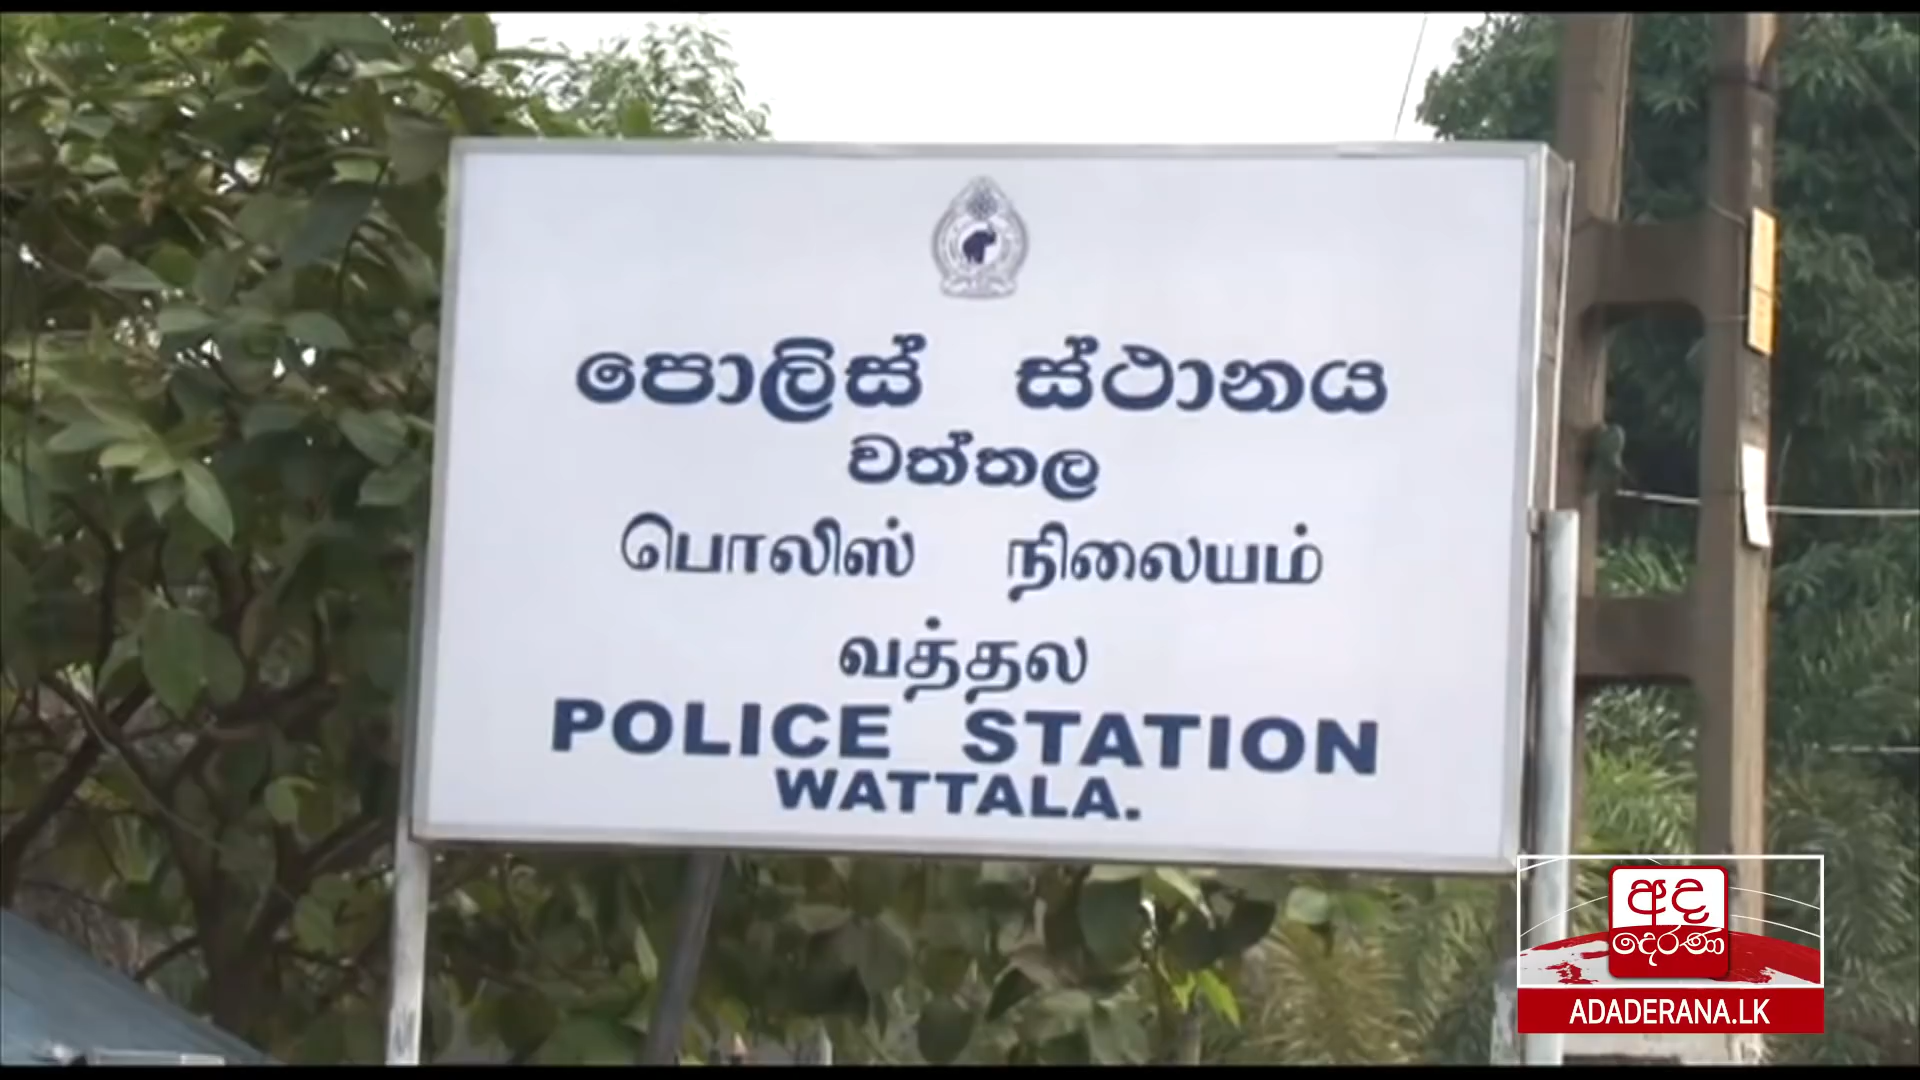 පොලිස් ස්ථානය
වත්තල
பொலிஸ் நிலையம்
வத்தல
POLICE STATION
WATTALA.
අද
දෙරණ
ADADERANA.LK